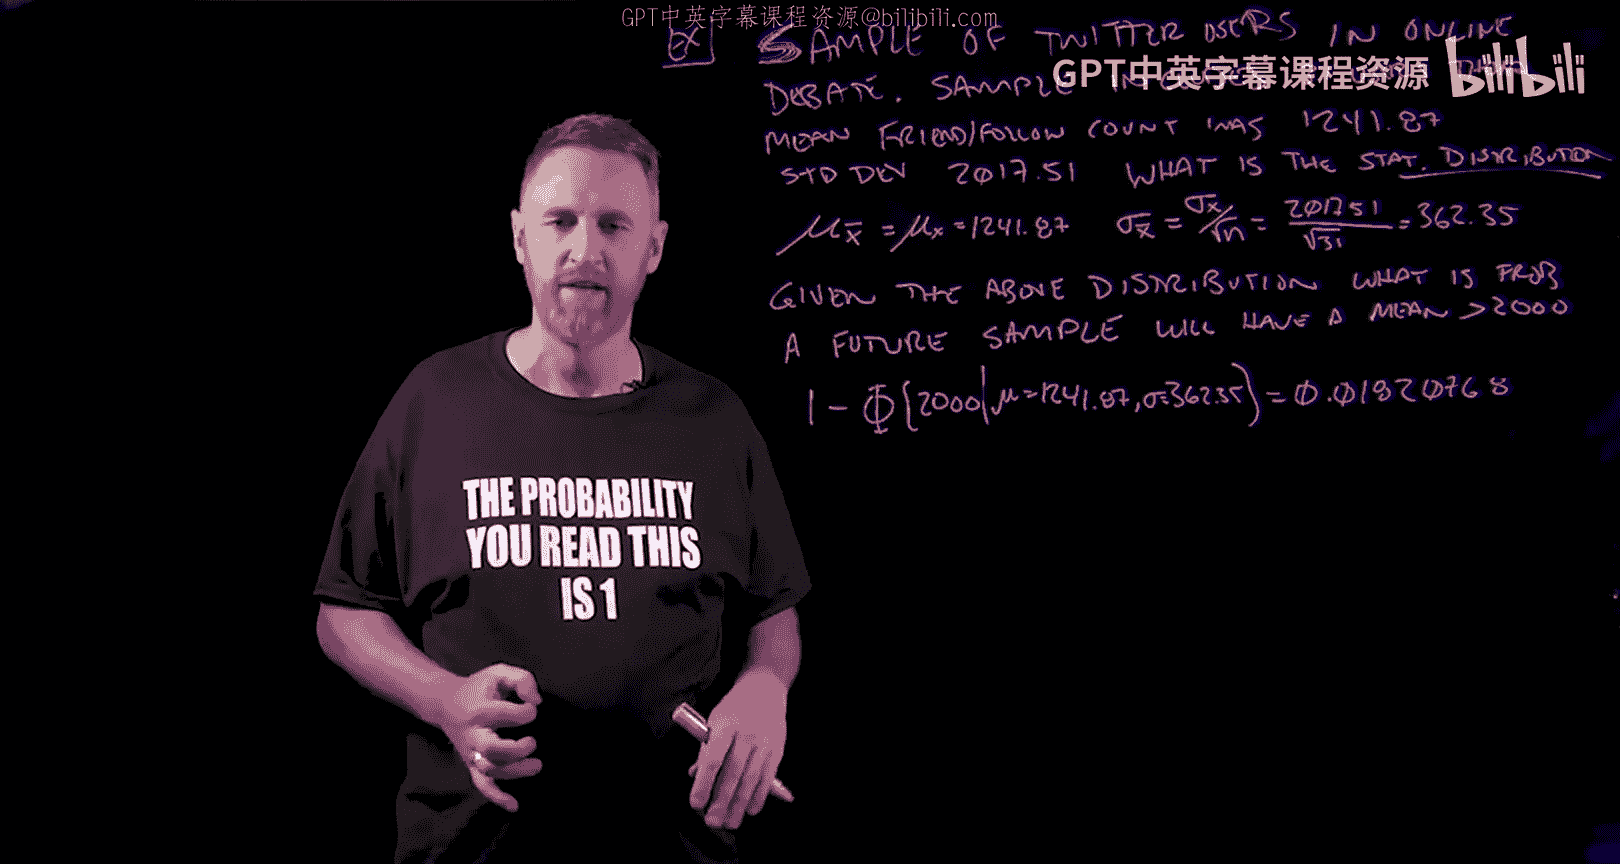 GPT中英字幕课程资源@bilibili.com
EX SAMPLE OF TWITTER USERS IN ONLINE
GPT中英字幕课程资源 bilibili
DEBATE. SAMPLE
MEAN FRIEND/FOLLOW COUNT WAS 1241.87
STD DEV 2017.51 WHAT IS THE STAT. DISTRIBUTION
μx̄ = μx = 1241.87 σx̄ = σx/√n = 2017.51/√31 = 362.35
GIVEN THE ABOVE DISTRIBUTION WHAT IS PROB
A FUTURE SAMPLE WILL HAVE A MEAN > 2000
1 - Φ(2000|μ=1241.87, σ=362.35) = 0.01820768
THE PROBABILITY
YOU READ THIS
IS 1